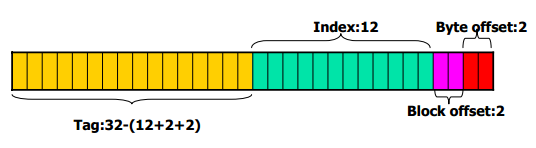 Index:12
Byte offset:2
Block offset:2
Tag:32-(12+2+2)